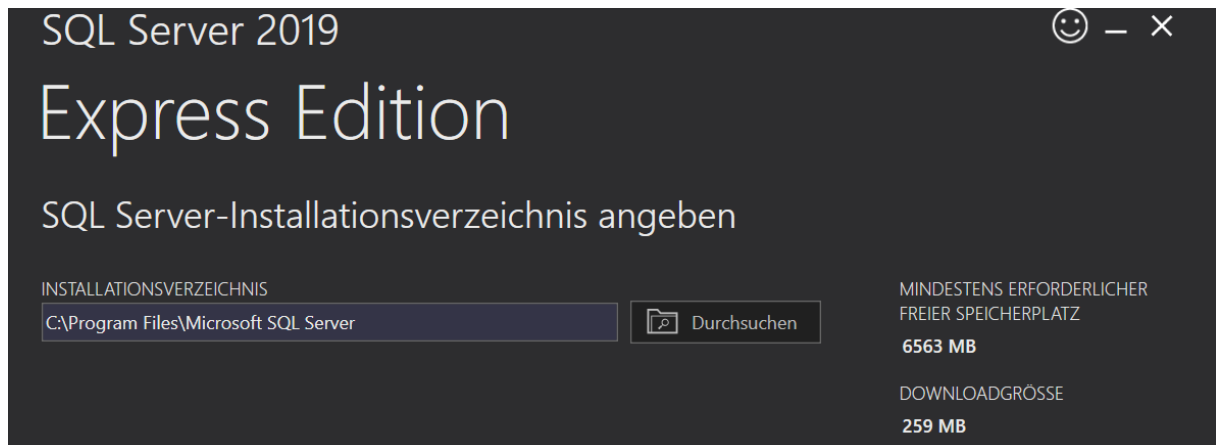 SQL Server 2019
Express Edition
SQL Server-Installationsverzeichnis angeben
INSTALLATIONSVERZEICHNIS
C:\Program Files\Microsoft SQL Server
Durchsuchen
MINDESTENS ERFORDERLICHER
FREIER SPEICHERPLATZ
6563 MB
DOWNLOADGRÖSSE
259 MB